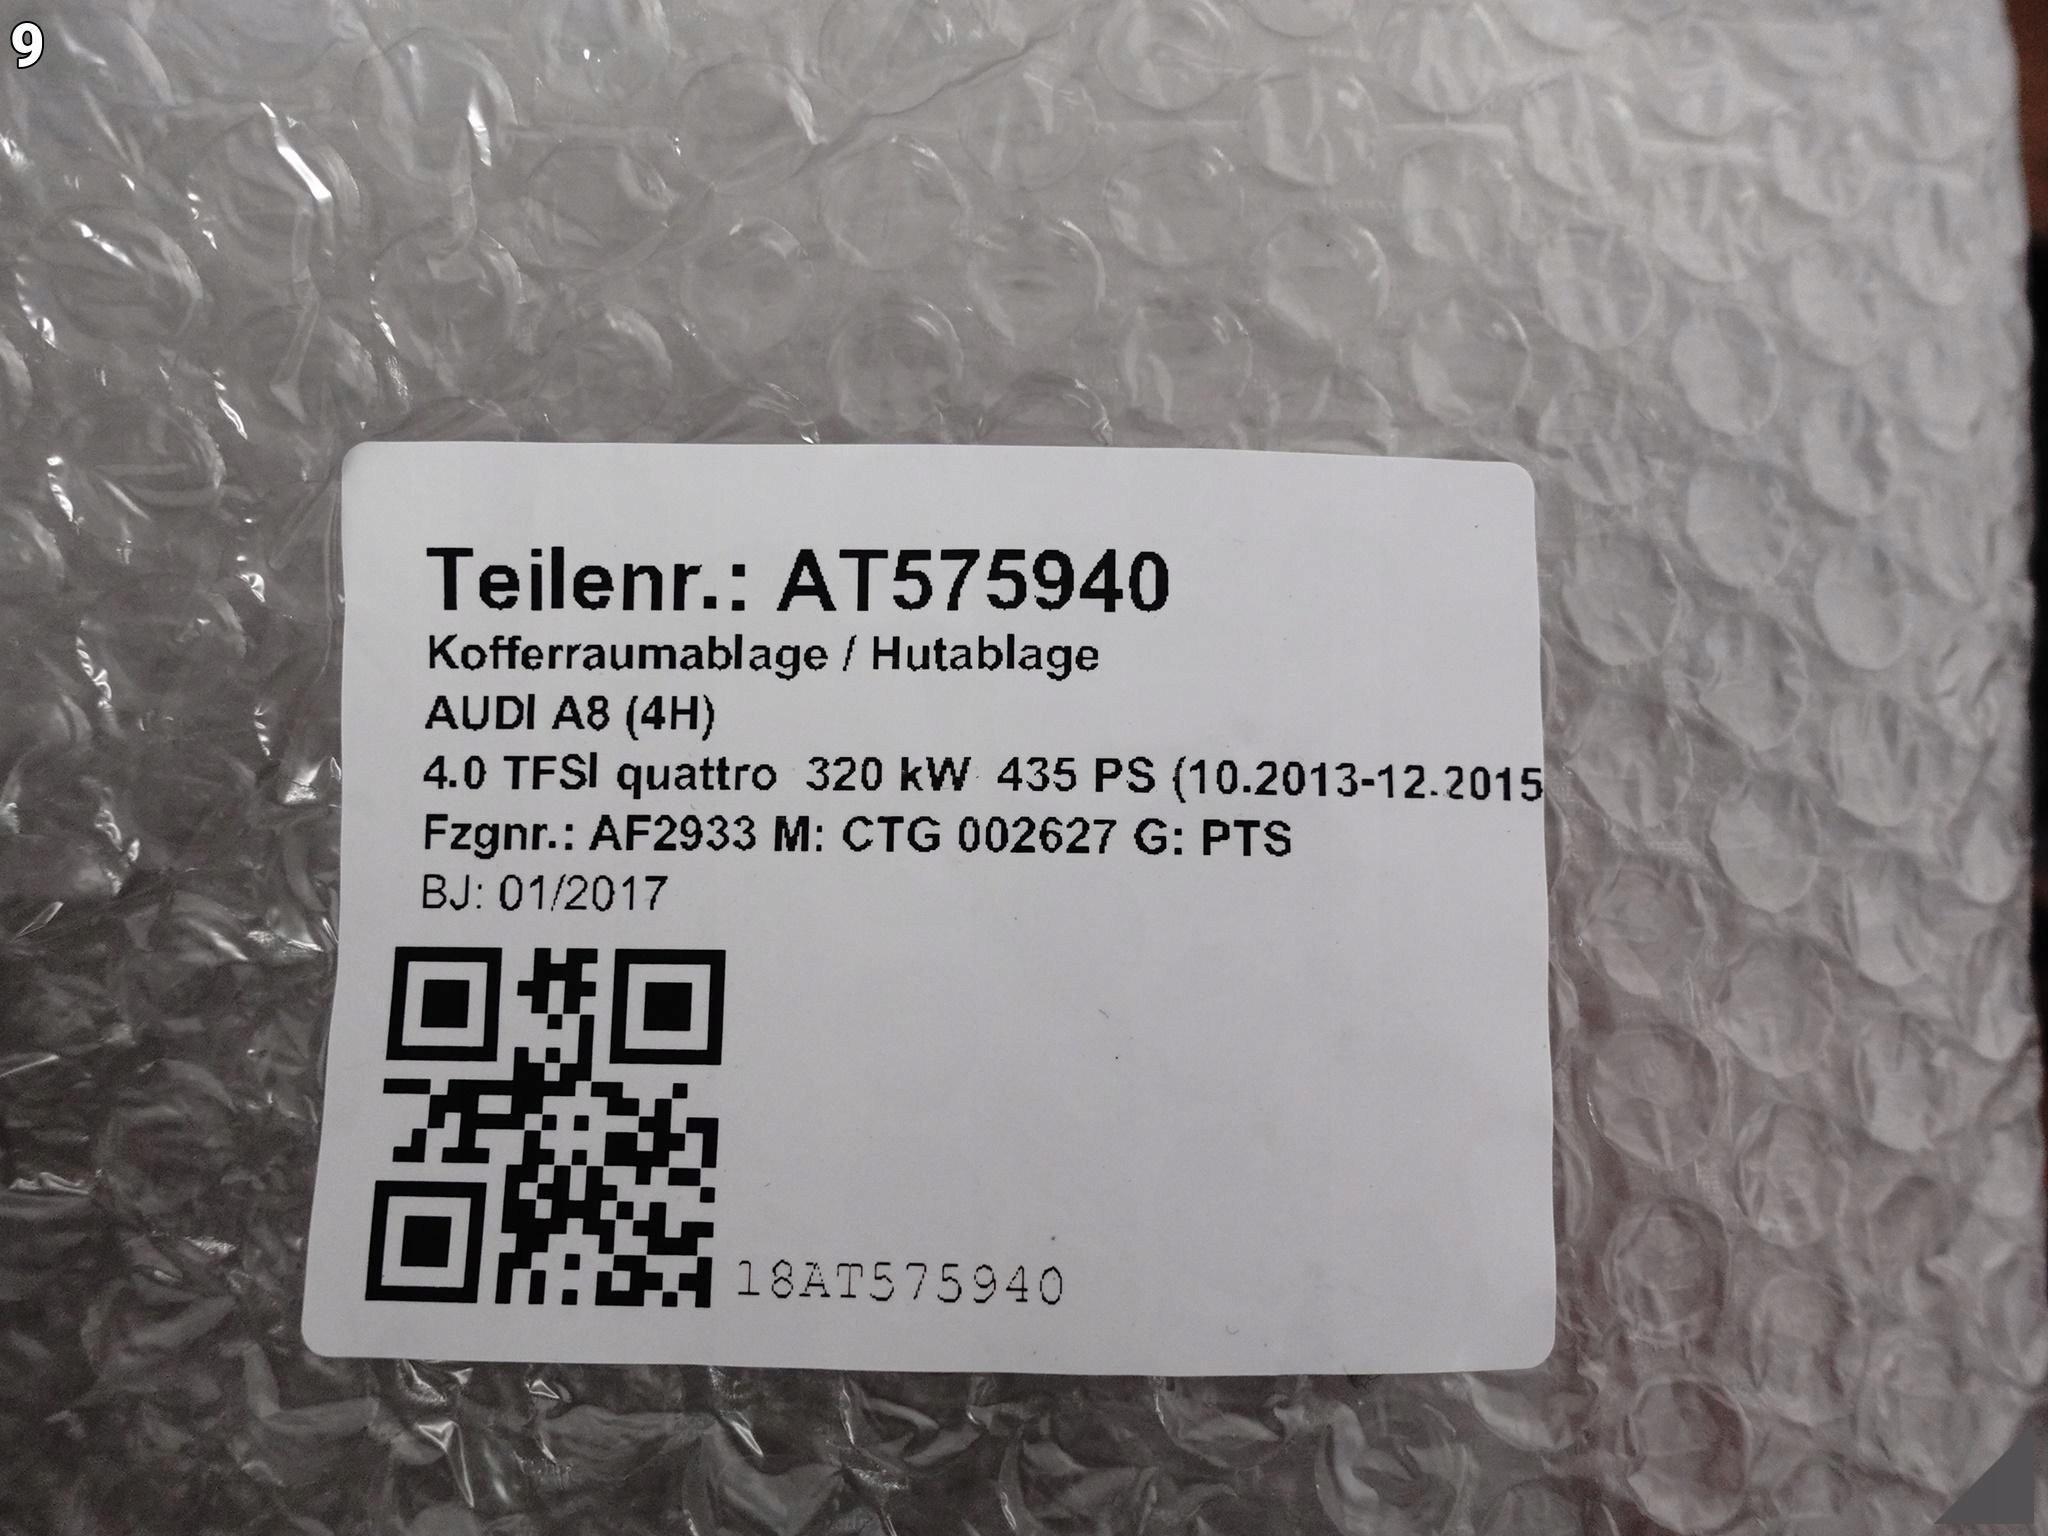 9
Teilenr.: AT575940
Kofferraumablage / Hutablage
AUDI A8 (4H)
4.0 TFSI quattro 320 kW 435 PS (10.2013-12.2015
Fzgnr.: AF2933 M: CTG 002627 G: PTS
BJ: 01/2017
18AT575940